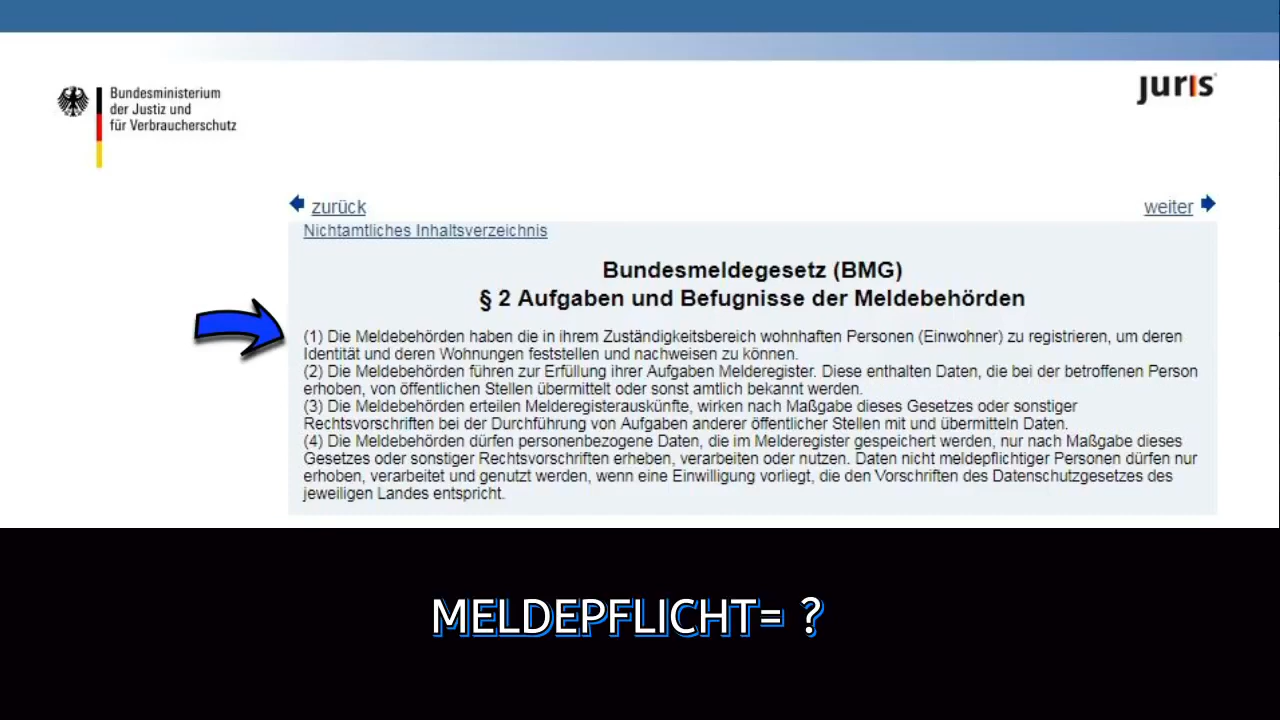 Bundesministerium
der Justiz und
für Verbraucherschutz
juris
zurück
weiter
Nichtamtliches Inhaltsverzeichnis
Bundesmeldegesetz (BMG)
§ 2 Aufgaben und Befugnisse der Meldebehörden
(1) Die Meldebehörden haben die in ihrem Zuständigkeitsbereich wohnhaften Personen (Einwohner) zu registrieren, um deren
Identität und deren Wohnungen feststellen und nachweisen zu können.
(2) Die Meldebehörden führen zur Erfüllung ihrer Aufgaben Melderegister. Diese enthalten Daten, die bei der betroffenen Person
erhoben, von öffentlichen Stellen übermittelt oder sonst amtlich bekannt werden.
(3) Die Meldebehörden erteilen Melderegisterauskünfte, wirken nach Maßgabe dieses Gesetzes oder sonstiger
Rechtsvorschriften bei der Durchführung von Aufgaben anderer öffentlicher Stellen mit und übermitteln Daten.
(4) Die Meldebehörden dürfen personenbezogene Daten, die im Melderegister gespeichert werden, nur nach Maßgabe dieses
Gesetzes oder sonstiger Rechtsvorschriften erheben, verarbeiten oder nutzen. Daten nicht meldepflichtiger Personen dürfen nur
erhoben, verarbeitet und genutzt werden, wenn eine Einwilligung vorliegt, die den Vorschriften des Datenschutzgesetzes des
jeweiligen Landes entspricht.
MELDEPFLICHT= ?